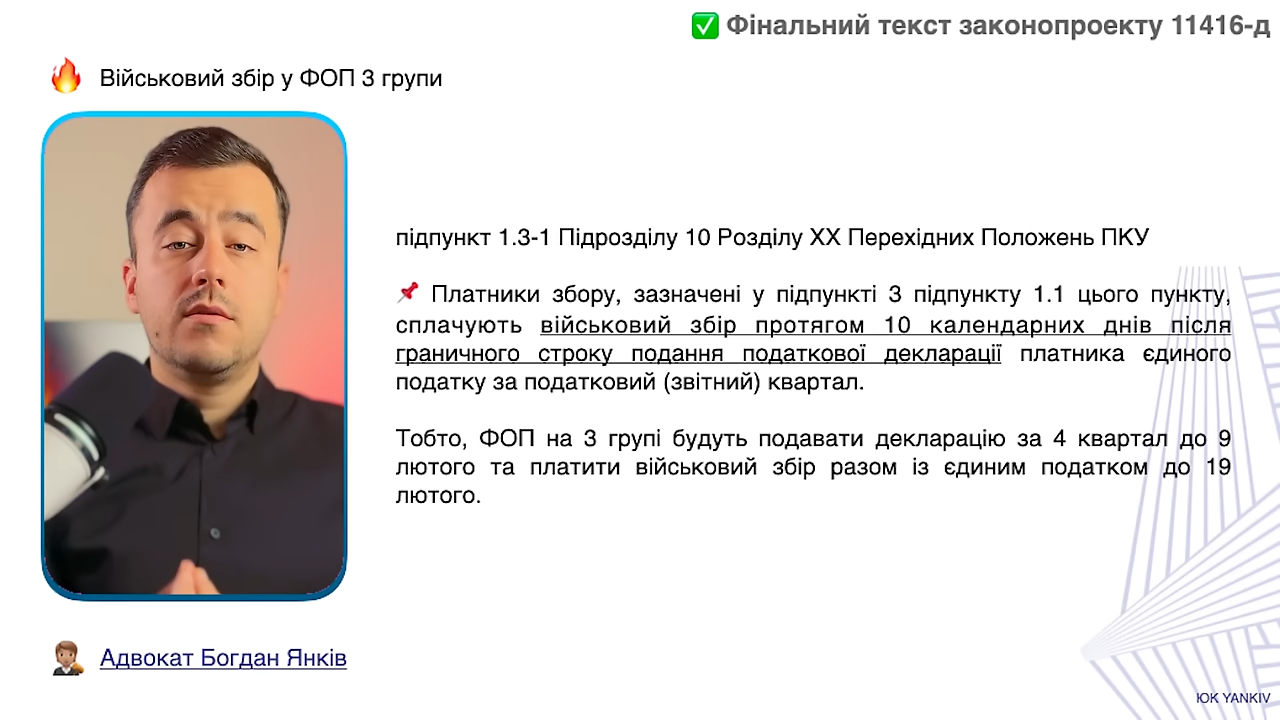 ✅ Фінальний текст законопроекту 11416-д
🔥 Військовий збір у ФОП 3 групи
підпункт 1.3-1 Підрозділу 10 Розділу ХХ Перехідних Положень ПКУ
📌 Платники збору, зазначені у підпункті 3 підпункту 1.1 цього пункту,
сплачують військовий збір протягом 10 календарних днів після
граничного строку подання податкової декларації платника єдиного
податку за податковий (звітний) квартал.
Тобто, ФОП на 3 групі будуть подавати декларацію за 4 квартал до 9
лютого та платити військовий збір разом із єдиним податком до 19
лютого.
Адвокат Богдан Янків
ЮК YANKIV